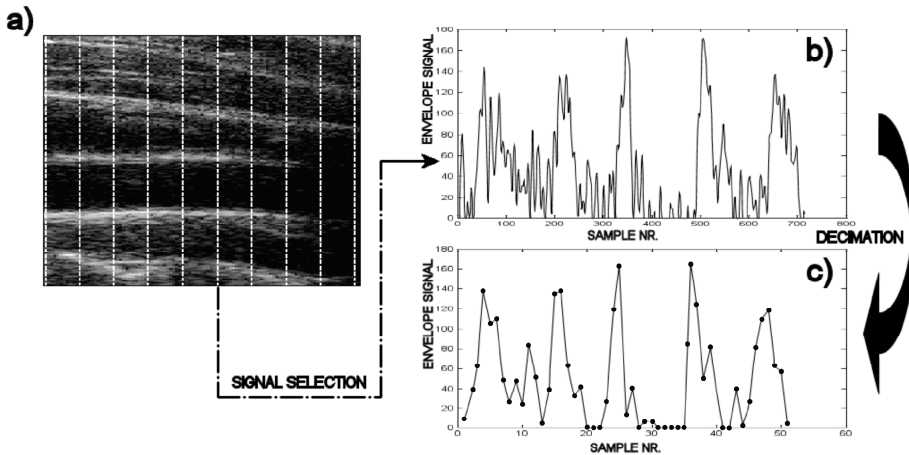 a)
SIGNAL SELECTION
b)
ENVELOPE SIGNAL
180
160
140
120
100
80
60
40
20
0
0 100 200 300 400 500 600 700 800
SAMPLE NR.
DECIMATION
c)
ENVELOPE SIGNAL
180
160
140
120
100
80
60
40
20
0
0 10 20 30 40 50 60
SAMPLE NR.